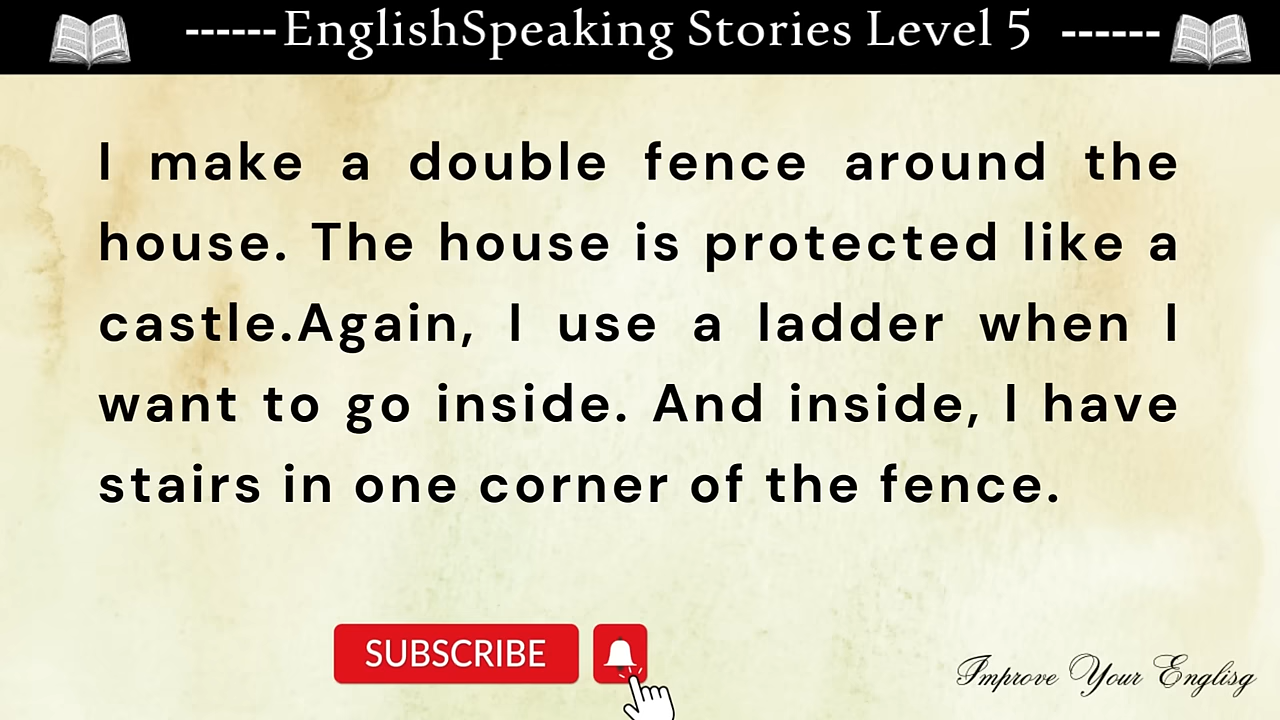 ------EnglishSpeaking Stories Level 5 ------
I make a double fence around the
house. The house is protected like a
castle.Again, I use a ladder when I
want to go inside. And inside, I have
stairs in one corner of the fence.
SUBSCRIBE
Improve Your Englisg